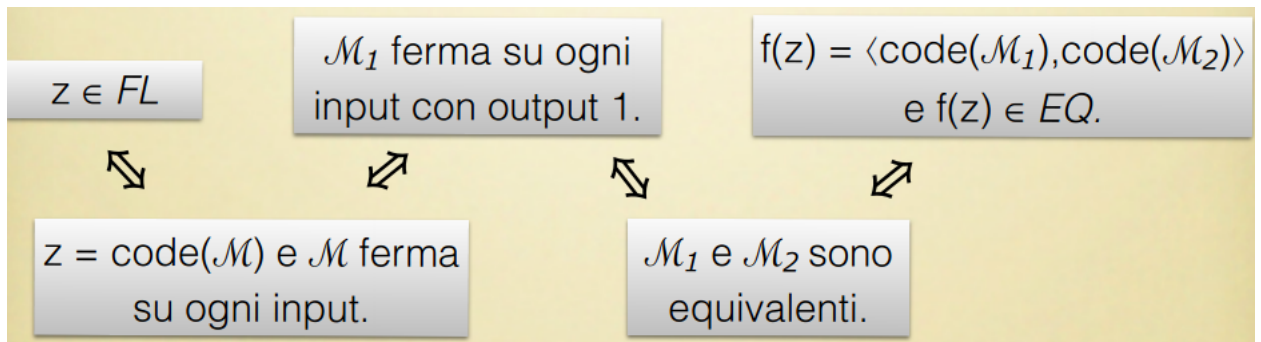 z ∈ FL
ℳ1 ferma su ogni
input con output 1.
f(z) = ⟨code(ℳ1),code(ℳ2)⟩
e f(z) ∈ EQ.
z = code(ℳ) e ℳ ferma
su ogni input.
ℳ1 e ℳ2 sono
equivalenti.